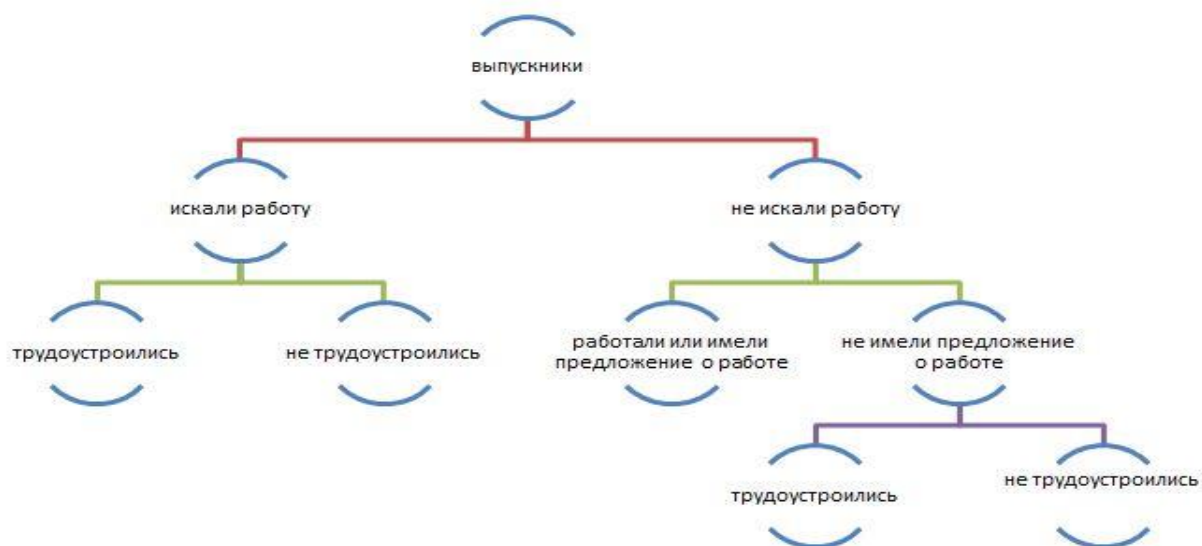 выпускники
искали работу
не искали работу
трудоустроились
не трудоустроились
работали или имели
предложение о работе
не имели предложение
о работе
трудоустроились
не трудоустроились